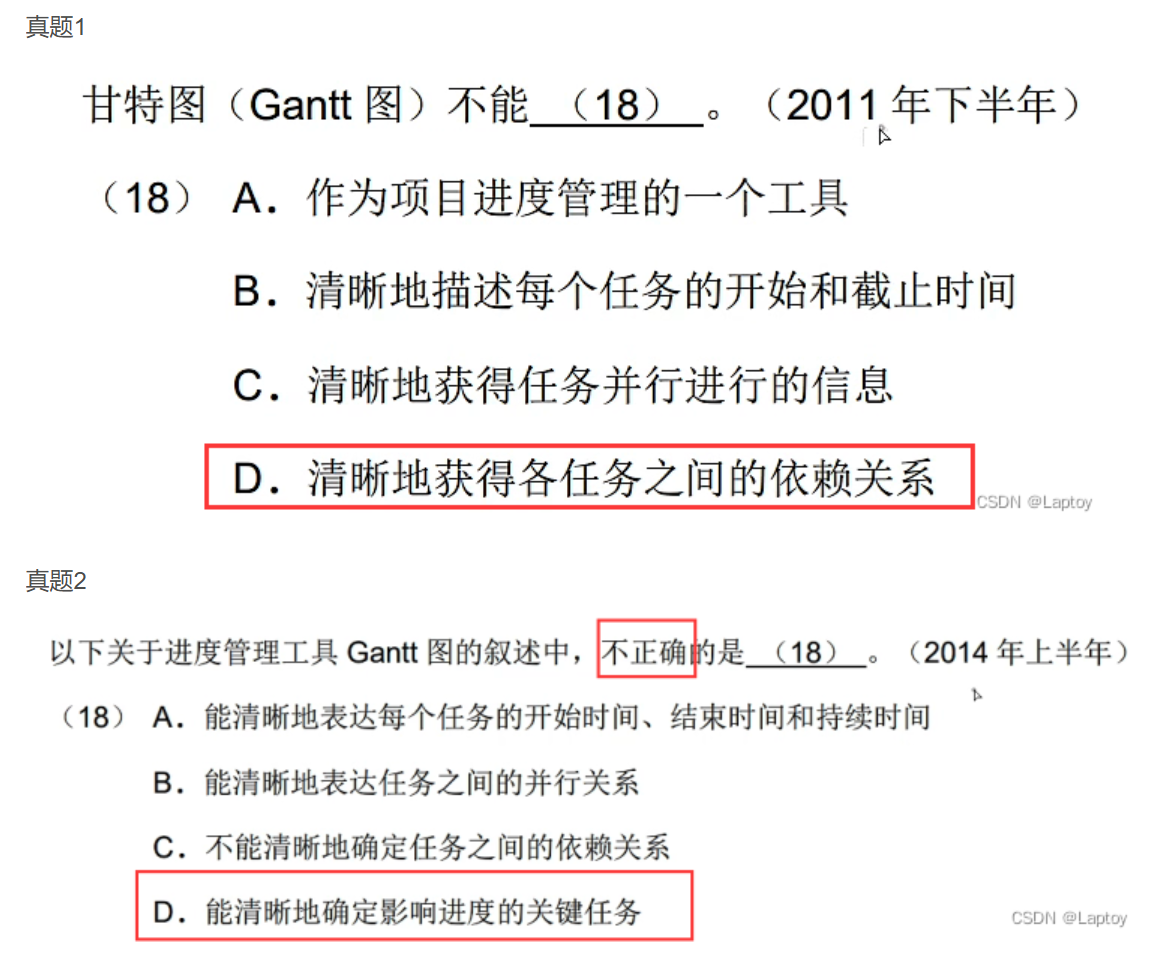 真题1
甘特图（Gantt 图）不能 （18） 。（2011 年下半年）
（18） A．作为项目进度管理的一个工具
B．清晰地描述每个任务的开始和截止时间
C．清晰地获得任务并行进行的信息
D．清晰地获得各任务之间的依赖关系
CSDN @Laptoy
真题2
以下关于进度管理工具 Gantt 图的叙述中，不正确的是 （18） 。（2014 年上半年）
（18） A．能清晰地表达每个任务的开始时间、结束时间和持续时间
B．能清晰地表达任务之间的并行关系
C．不能清晰地确定任务之间的依赖关系
D．能清晰地确定影响进度的关键任务
CSDN @Laptoy